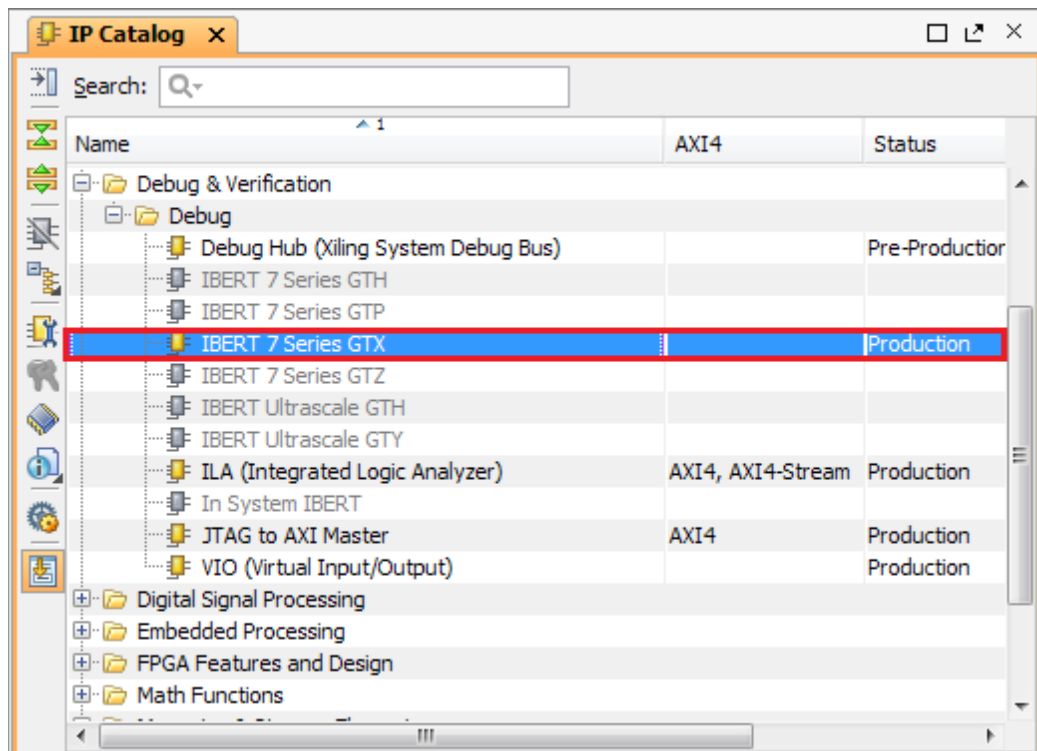 IP Catalog
Search:
1
Name AXI4 Status
Debug & Verification
Debug
Debug Hub (Xiling System Debug Bus) Pre-Production
IBERT 7 Series GTH
IBERT 7 Series GTP
IBERT 7 Series GTX Production
IBERT 7 Series GTZ
IBERT Ultrascale GTH
IBERT Ultrascale GTY
ILA (Integrated Logic Analyzer) AXI4, AXI4-Stream Production
In System IBERT
JTAG to AXI Master AXI4 Production
VIO (Virtual Input/Output) Production
Digital Signal Processing
Embedded Processing
FPGA Features and Design
Math Functions